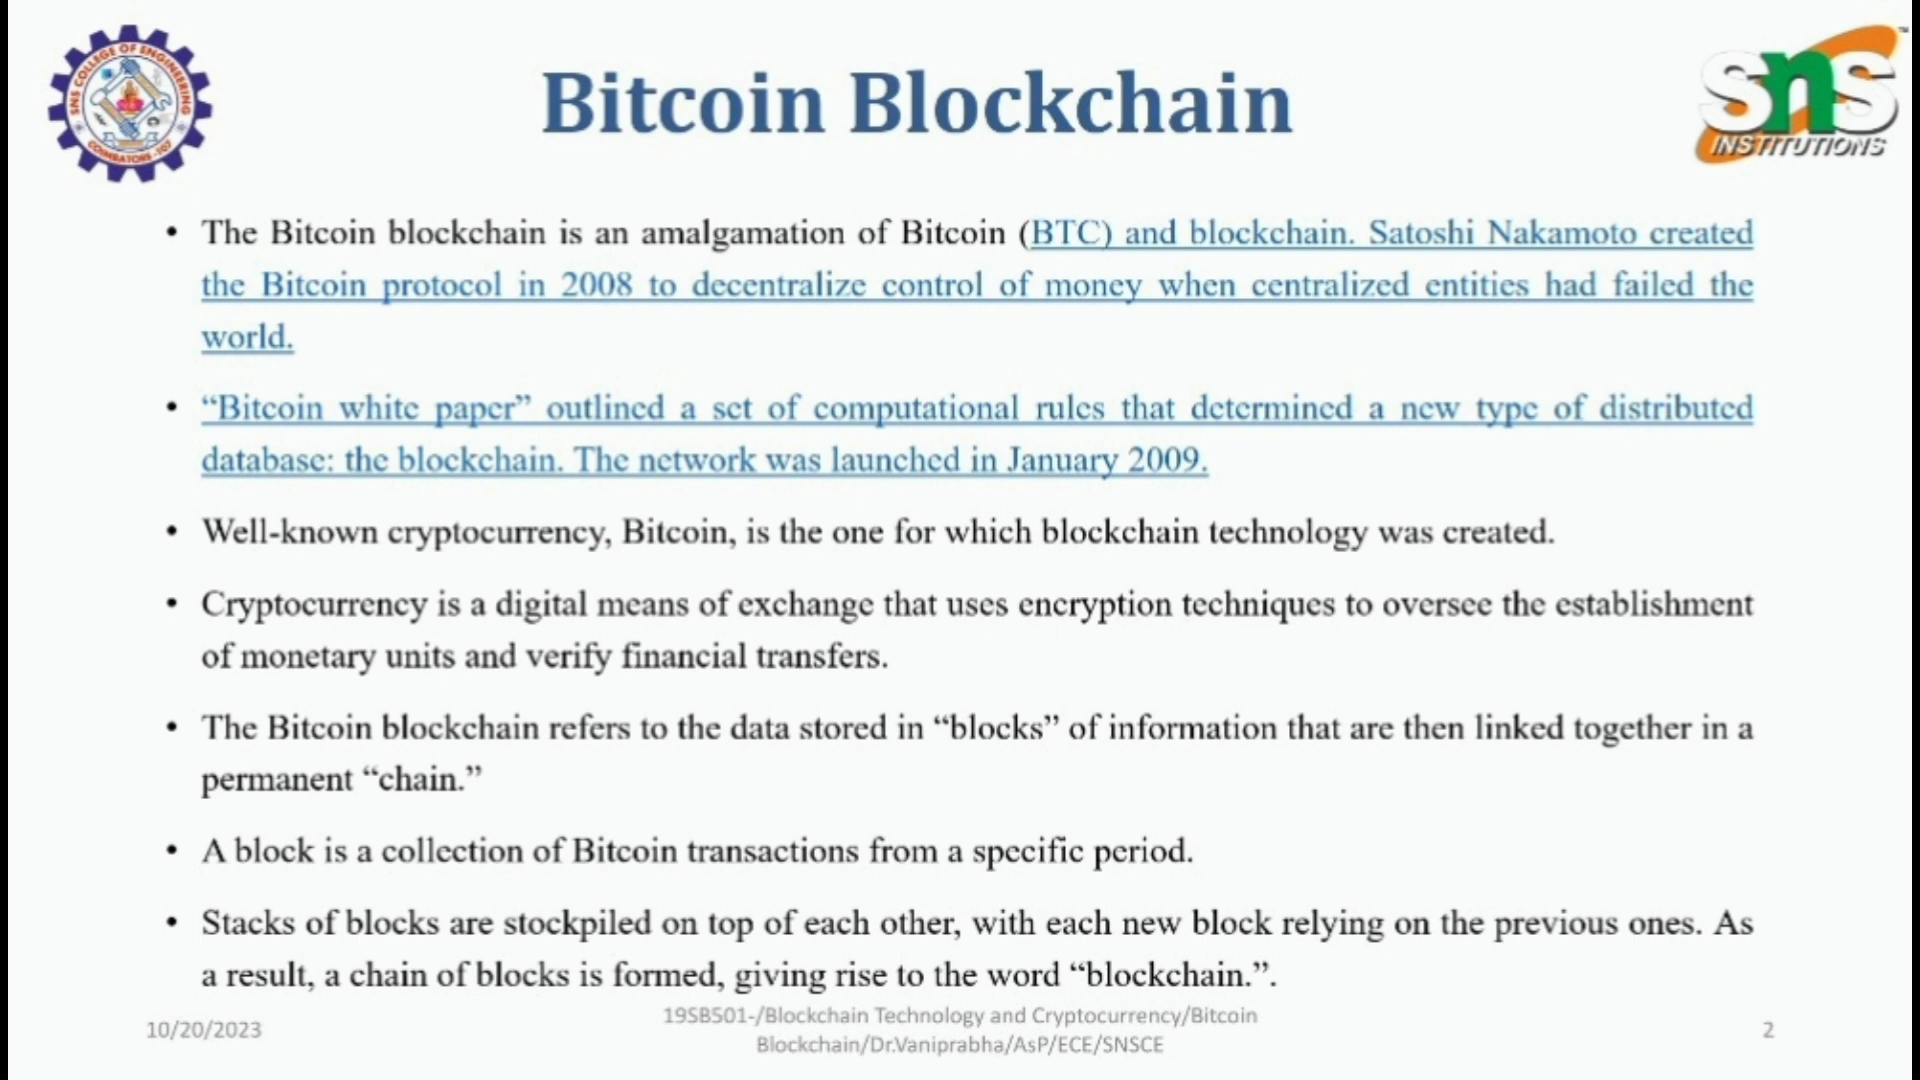 SNS COLLEGE OF ENGINEERING
COIMBATORE-107
Bitcoin Blockchain
SnS
INSTITUTIONS
• The Bitcoin blockchain is an amalgamation of Bitcoin (BTC) and blockchain. Satoshi Nakamoto created
the Bitcoin protocol in 2008 to decentralize control of money when centralized entities had failed the
world.
• “Bitcoin white paper” outlined a set of computational rules that determined a new type of distributed
database: the blockchain. The network was launched in January 2009.
• Well-known cryptocurrency, Bitcoin, is the one for which blockchain technology was created.
• Cryptocurrency is a digital means of exchange that uses encryption techniques to oversee the establishment
of monetary units and verify financial transfers.
• The Bitcoin blockchain refers to the data stored in “blocks” of information that are then linked together in a
permanent “chain.”
• A block is a collection of Bitcoin transactions from a specific period.
• Stacks of blocks are stockpiled on top of each other, with each new block relying on the previous ones. As
a result, a chain of blocks is formed, giving rise to the word “blockchain.”.
10/20/2023
19SB501-/Blockchain Technology and Cryptocurrency/Bitcoin
Blockchain/Dr.Vaniprabha/AsP/ECE/SNSCE
2